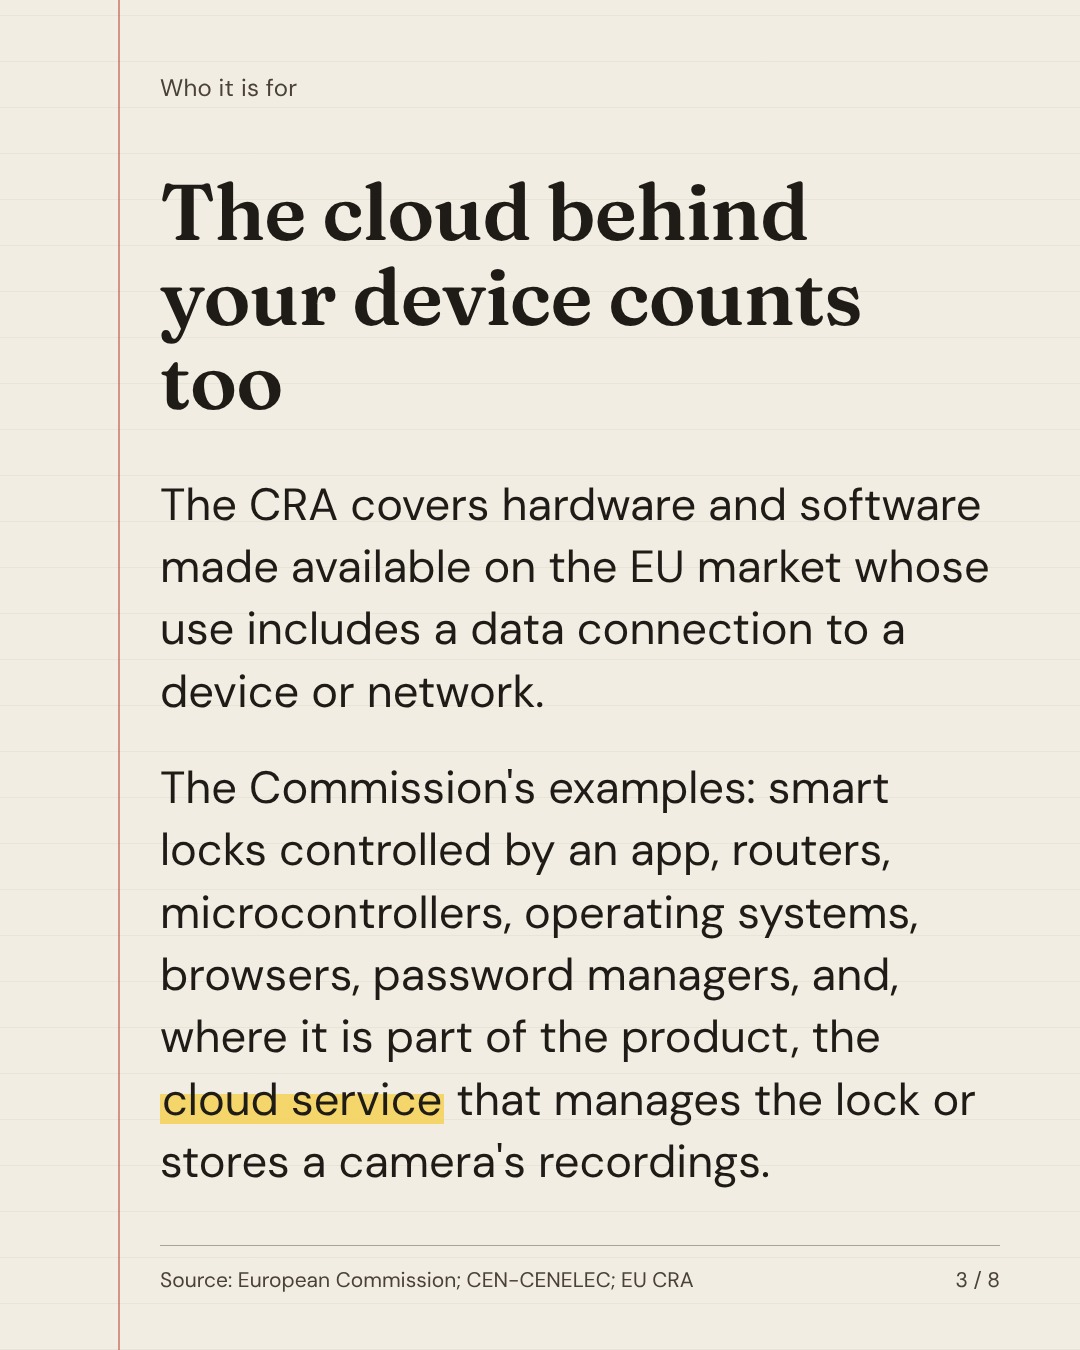 Who it is for
The cloud behind
your device counts
too
The CRA covers hardware and software
made available on the EU market whose
use includes a data connection to a
device or network.
The Commission's examples: smart
locks controlled by an app, routers,
microcontrollers, operating systems,
browsers, password managers, and,
where it is part of the product, the
cloud service that manages the lock or
stores a camera's recordings.
Source: European Commission; CEN-CENELEC; EU CRA
3 / 8